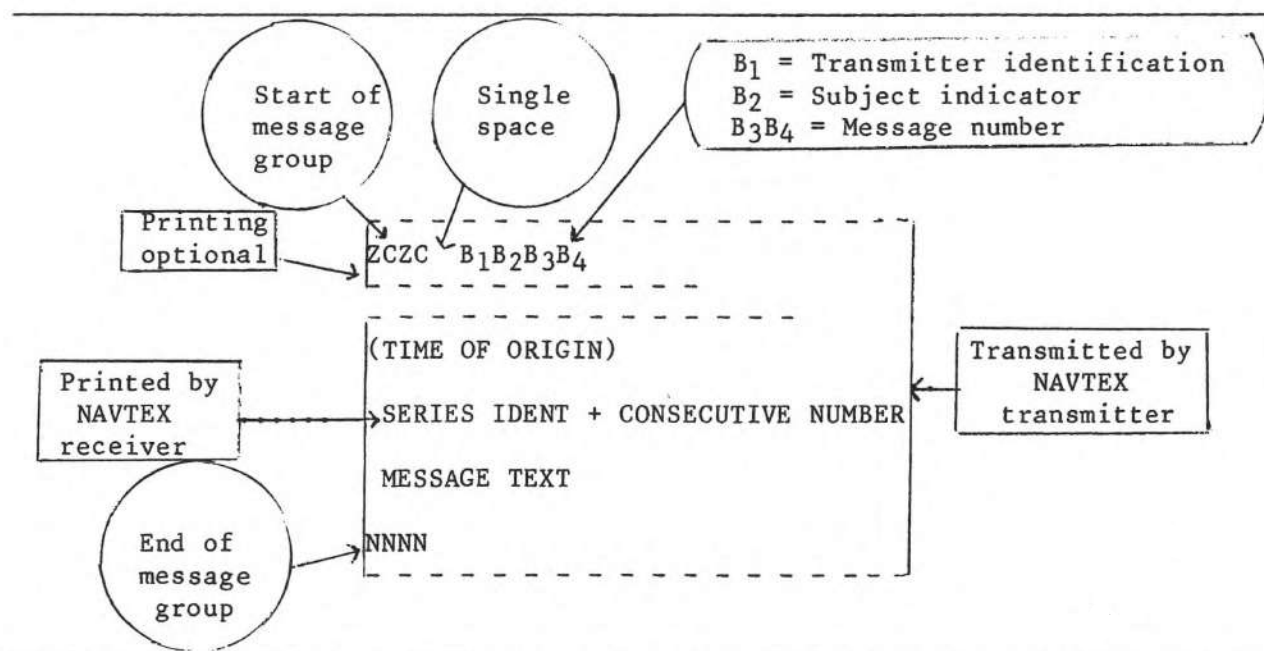 Start of
message
group
Single
space
B1 = Transmitter identification
B2 = Subject indicator
B3B4 = Message number
Printing
optional
ZCZC B1B2B3B4
(TIME OF ORIGIN)
Printed by
NAVTEX
receiver
SERIES IDENT + CONSECUTIVE NUMBER
Transmitted by
NAVTEX
transmitter
MESSAGE TEXT
End of
message
group
NNNN